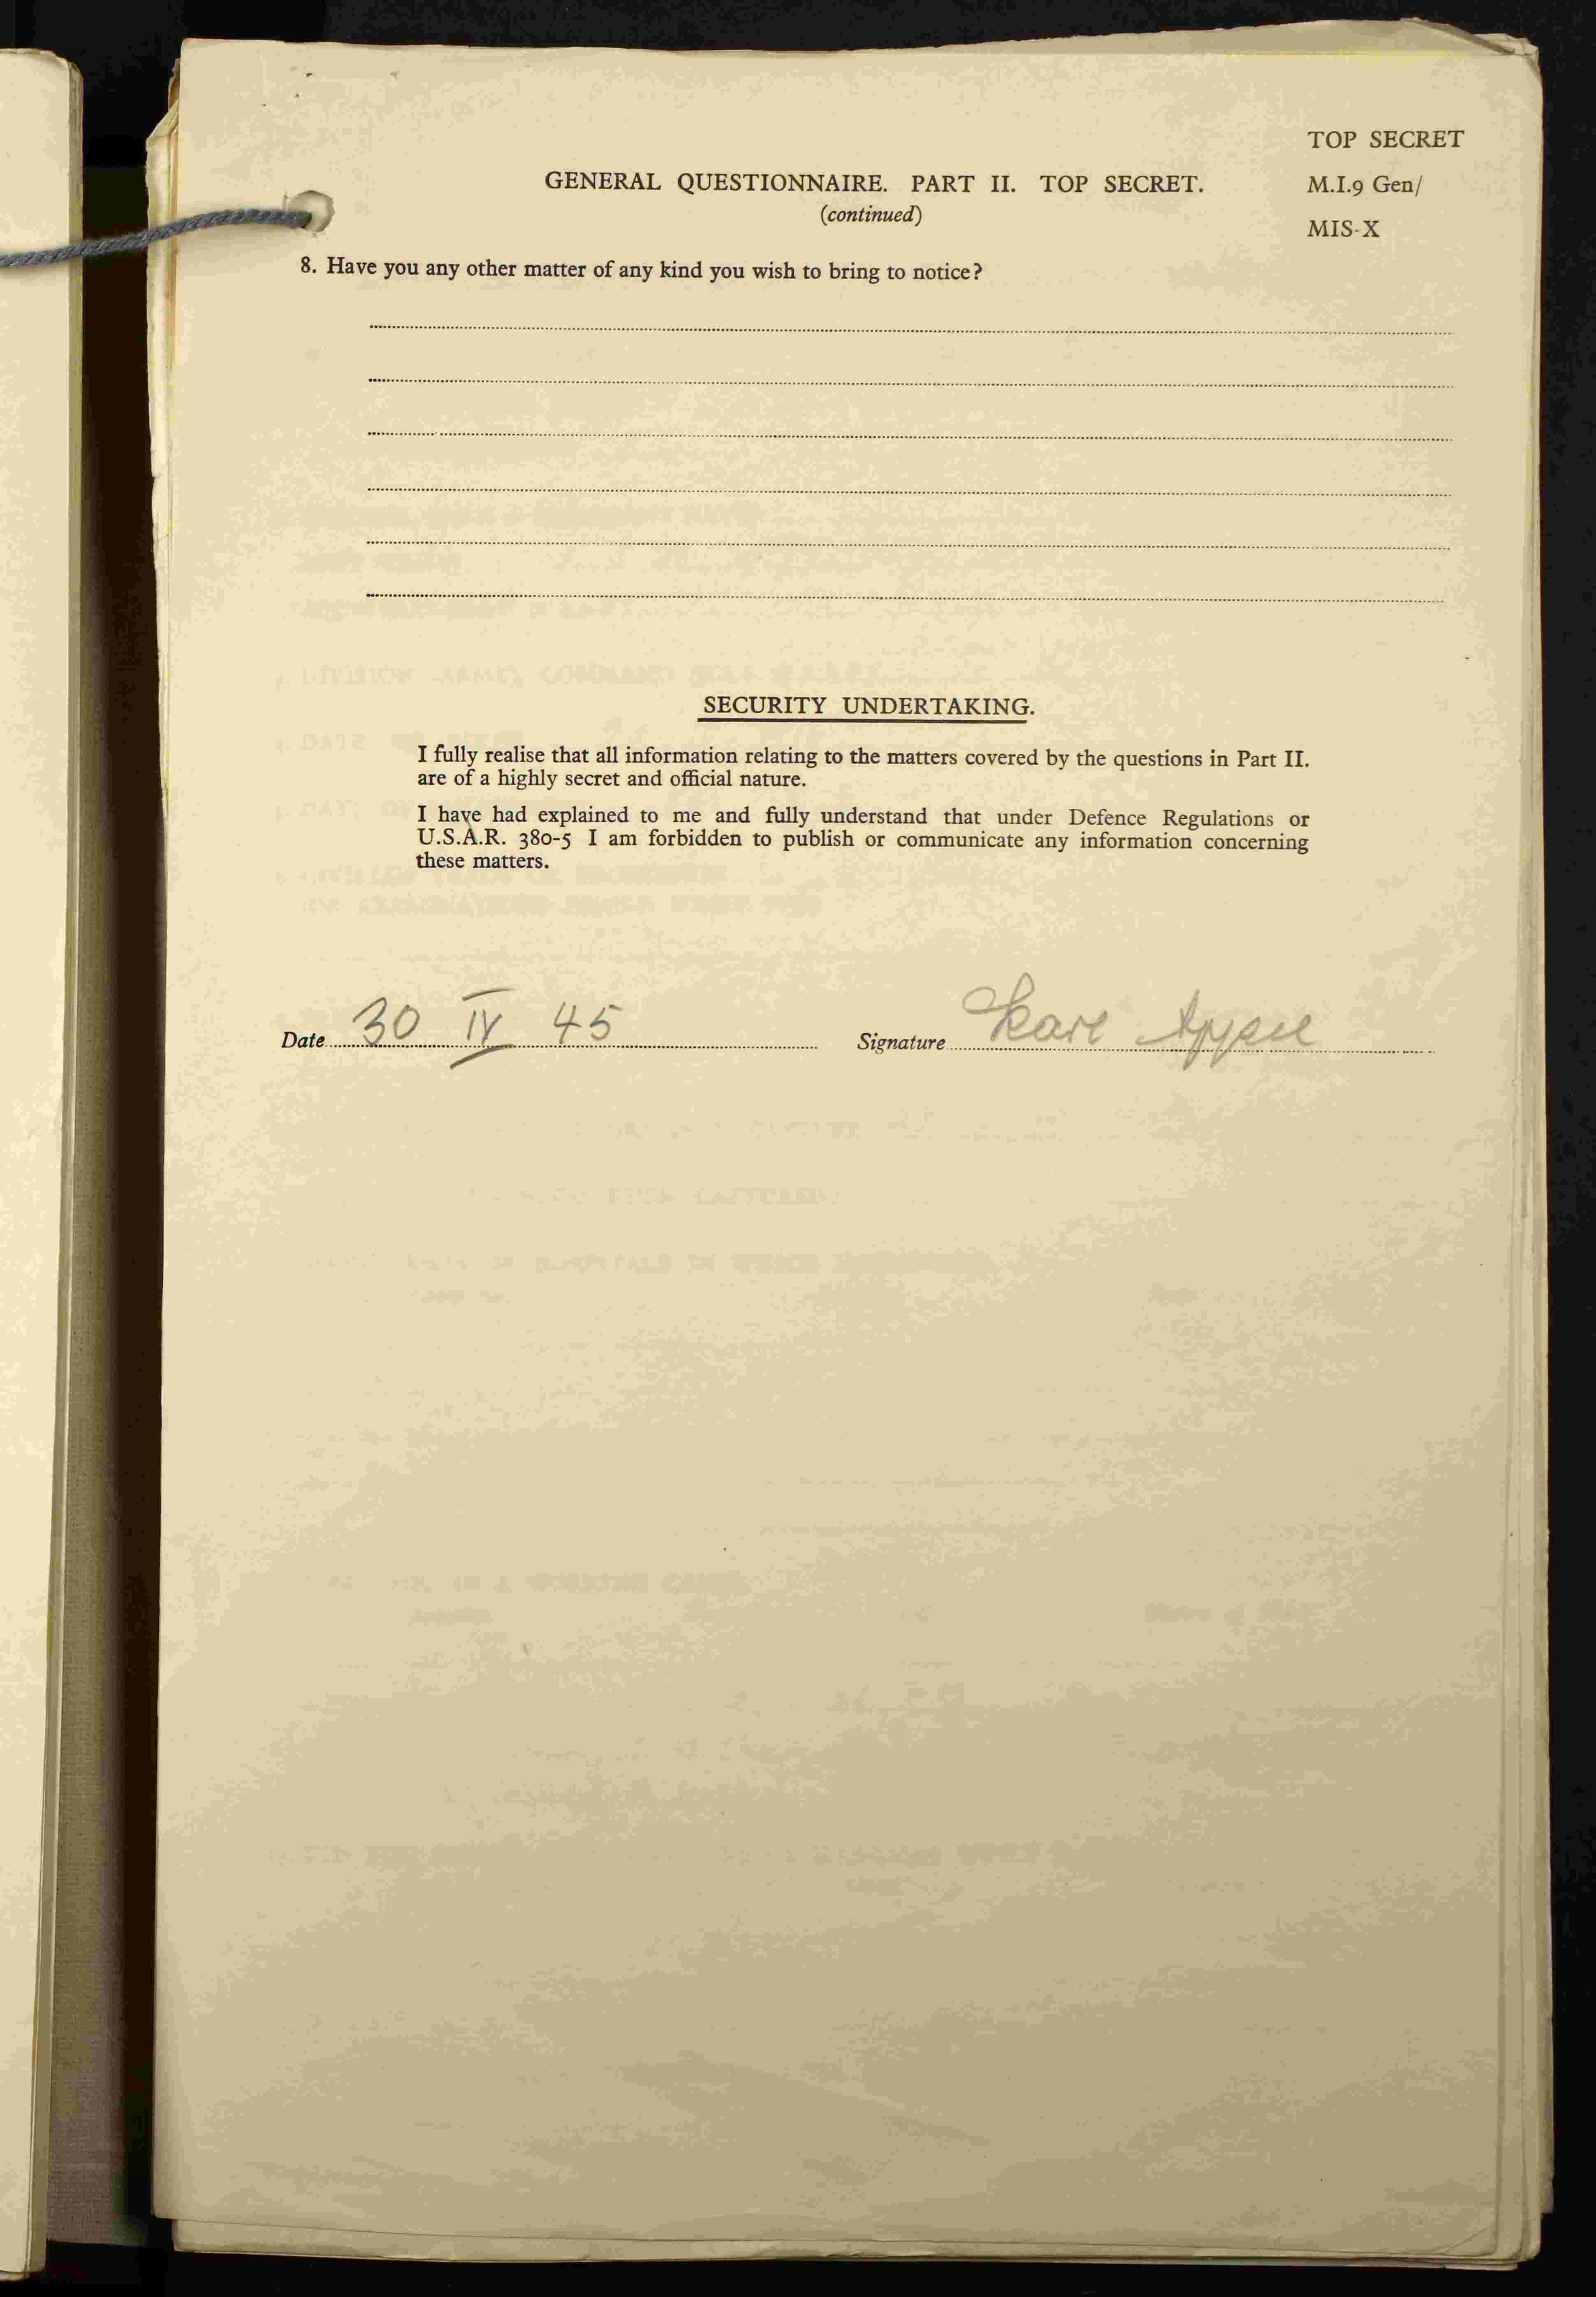 TOP SECRET
GENERAL QUESTIONNAIRE. PART II. TOP SECRET.
M.I.9 Gen/
(continued)
MIS-X
8. Have you any other matter of any kind you wish to bring to notice?
SECURITY UNDERTAKING.
I fully realise that all information relating to the matters covered by the questions in Part II.
are of a highly secret and official nature.
I have had explained to me and fully understand that under Defence Regulations or
U.S.A.R. 380-5 I am forbidden to publish or communicate any information concerning
these matters.
Date 30 IV 45 Signature Karl Appel